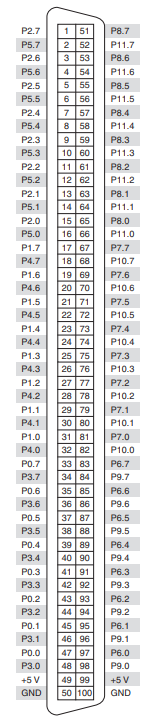 P2.7 1 51 P8.7
P5.7 2 52 P11.7
P2.6 3 53 P8.6
P5.6 4 54 P11.6
P2.5 5 55 P8.5
P5.5 6 56 P11.5
P2.4 7 57 P8.4
P5.4 8 58 P11.4
P2.3 9 59 P8.3
P5.3 10 60 P11.3
P2.2 11 61 P8.2
P5.2 12 62 P11.2
P2.1 13 63 P8.1
P5.1 14 64 P11.1
P2.0 15 65 P8.0
P5.0 16 66 P11.0
P1.7 17 67 P7.7
P4.7 18 68 P10.7
P1.6 19 69 P7.6
P4.6 20 70 P10.6
P1.5 21 71 P7.5
P4.5 22 72 P10.5
P1.4 23 73 P7.4
P4.4 24 74 P10.4
P1.3 25 75 P7.3
P4.3 26 76 P10.3
P1.2 27 77 P7.2
P4.2 28 78 P10.2
P1.1 29 79 P7.1
P4.1 30 80 P10.1
P1.0 31 81 P7.0
P4.0 32 82 P10.0
P0.7 33 83 P6.7
P3.7 34 84 P9.7
P0.6 35 85 P6.6
P3.6 36 86 P9.6
P0.5 37 87 P6.5
P3.5 38 88 P9.5
P0.4 39 89 P6.4
P3.4 40 90 P9.4
P0.3 41 91 P6.3
P3.3 42 92 P9.3
P0.2 43 93 P6.2
P3.2 44 94 P9.2
P0.1 45 95 P6.1
P3.1 46 96 P9.1
P0.0 47 97 P6.0
P3.0 48 98 P9.0
+5 V 49 99 +5 V
GND 50 100 GND